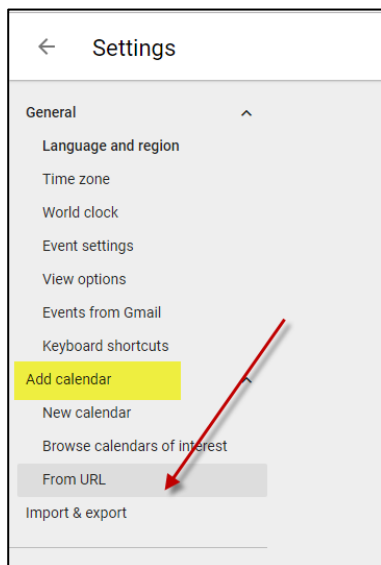 Settings
General
Language and region
Time zone
World clock
Event settings
View options
Events from Gmail
Keyboard shortcuts
Add calendar
New calendar
Browse calendars of interest
From URL
Import & export